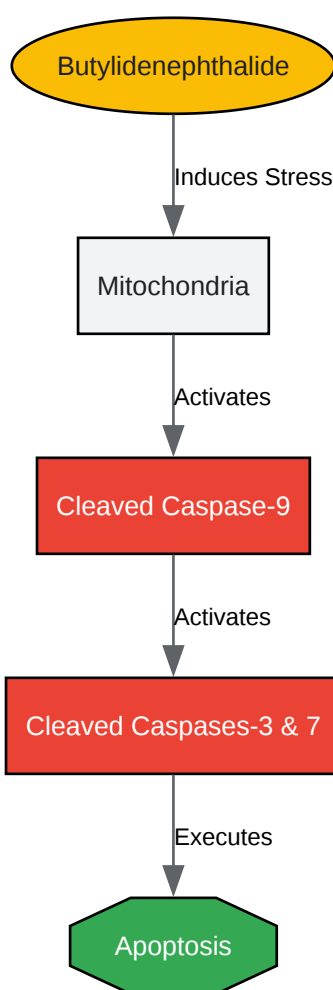 Butylidenephthalide
Induces Stress
Mitochondria
Activates
Cleaved Caspase-9
Activates
Cleaved Caspases-3 & 7
Executes
Apoptosis